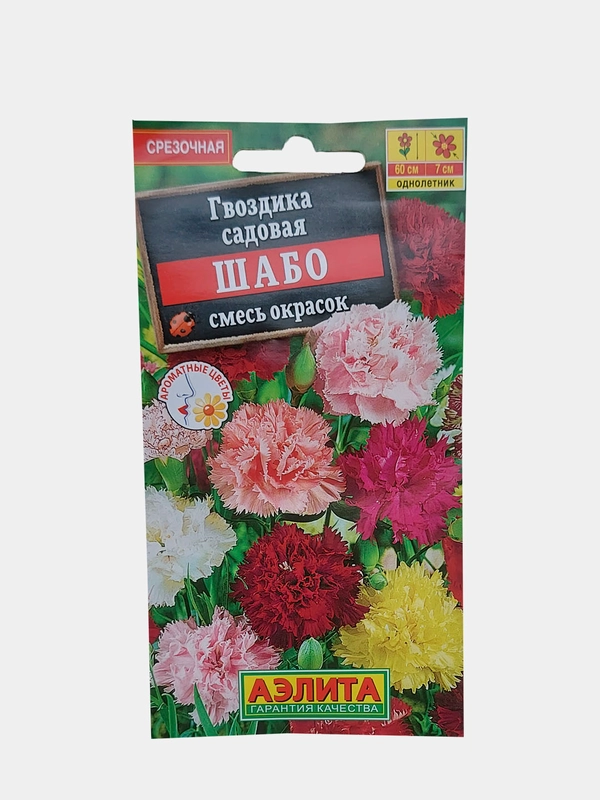 СРЕЗОЧНАЯ
60 см 7 см
однолетник
Гвоздика
садовая
ШАБО
смесь окрасок
АРОМАТНЫЕ ЦВЕТЫ
АЭЛИТА
ГАРАНТИЯ КАЧЕСТВА